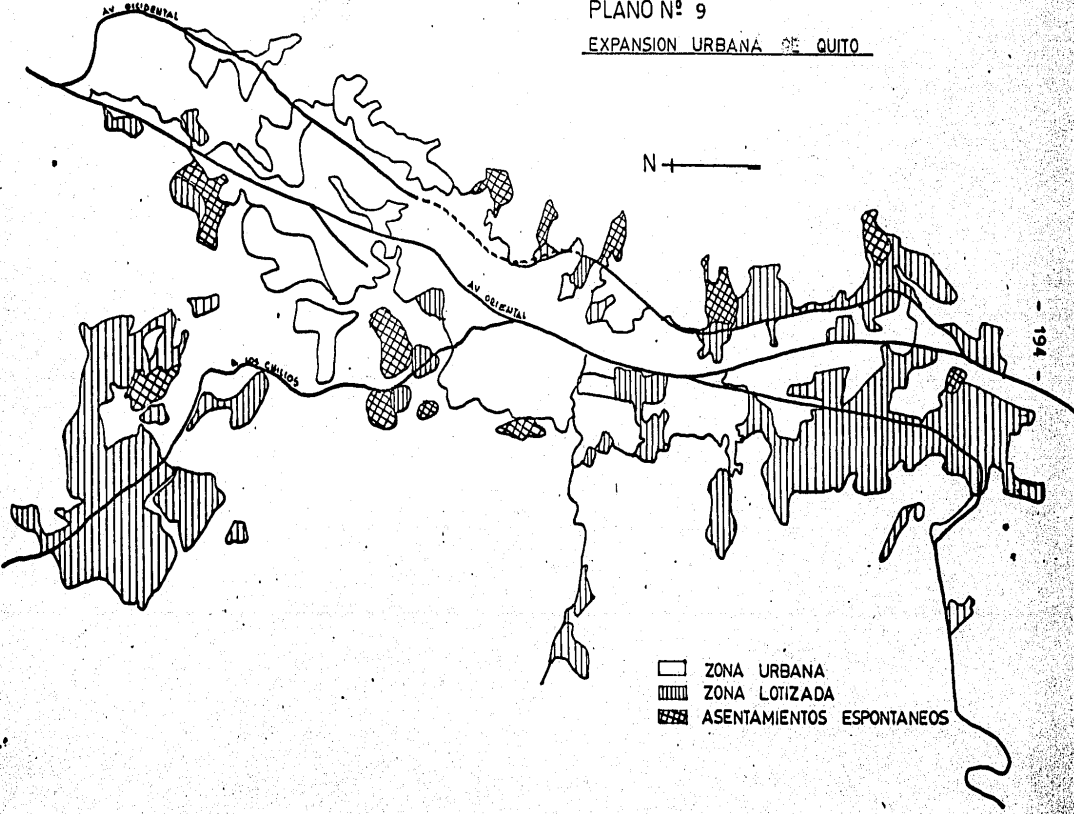 PLANO Nº 9
EXPANSION URBANA DE QUITO
AV OCCIDENTAL
N
AV ORIENTAL
A LOS CHILLOS
- 194 -
ZONA URBANA
ZONA LOTIZADA
ASENTAMIENTOS ESPONTANEOS